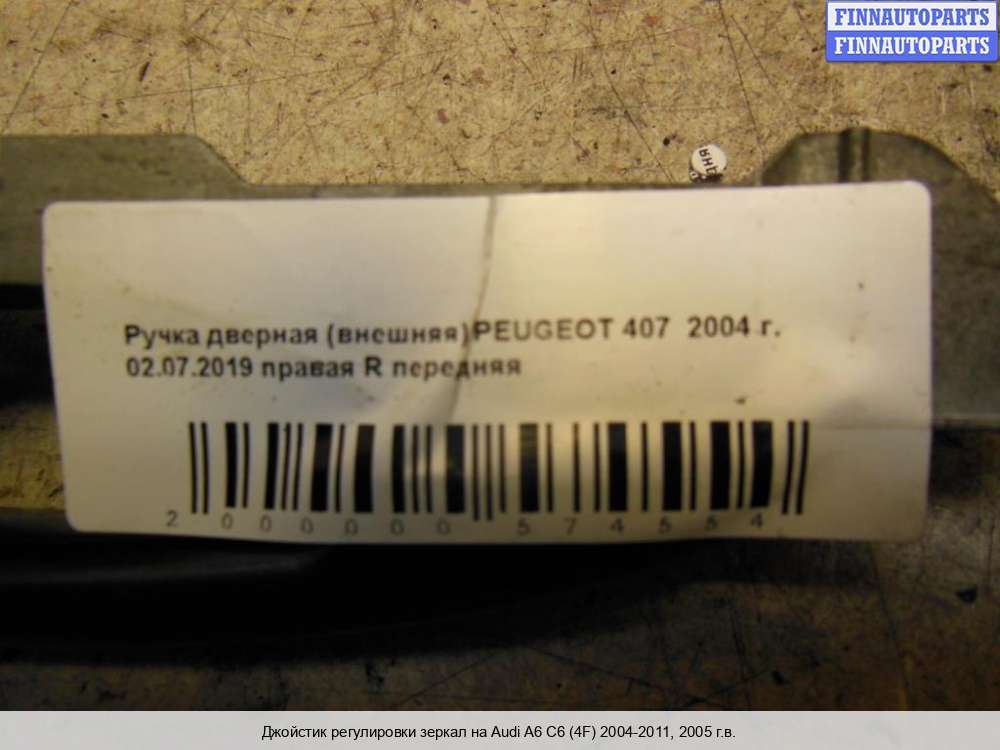 FINNAUTOPARTS
FINNAUTOPARTS
Ручка дверная (внешняя)PEUGEOT 407 2004 г.
02.07.2019 правая R передняя
2 000000 574554
Джойстик регулировки зеркал на Audi A6 C6 (4F) 2004-2011, 2005 г.в.